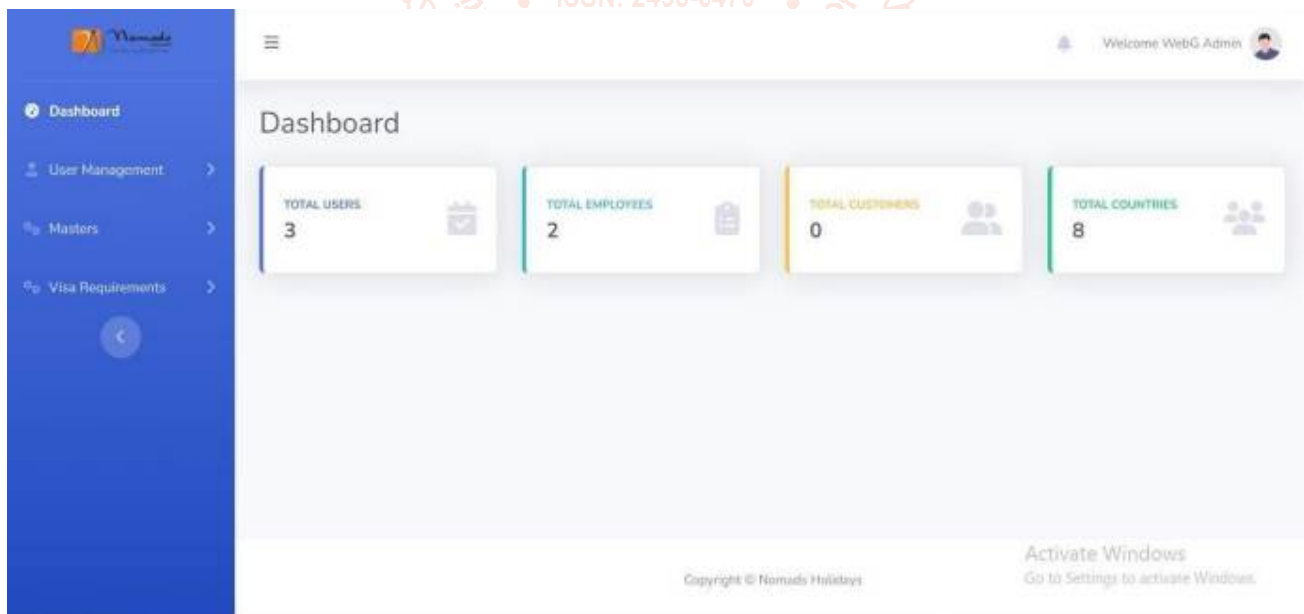 Nomads
Welcome WebG Admin
Dashboard
User Management
Masters
Visa Requirements
Dashboard
TOTAL USERS
3
TOTAL EMPLOYEES
2
TOTAL CUSTOMERS
0
TOTAL COUNTRIES
8
Copyright © Nomads Holidays
Activate Windows
Go to Settings to activate Windows.